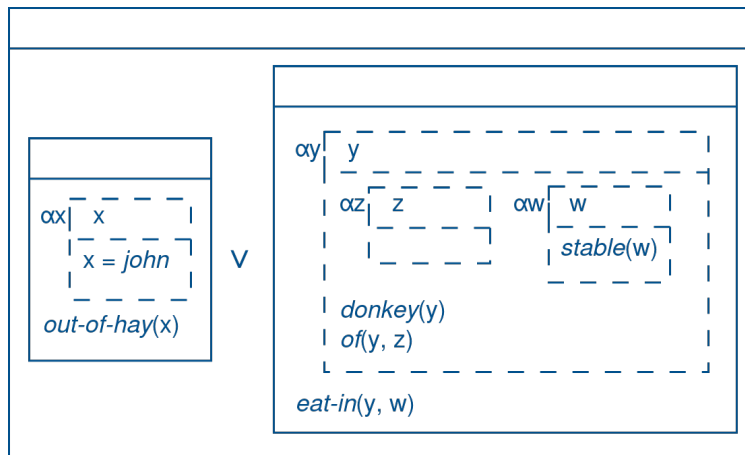 αy y
αz z αw w
αx x
stable(w)
x = john
∨
donkey(y)
out-of-hay(x)
of(y, z)
eat-in(y, w)